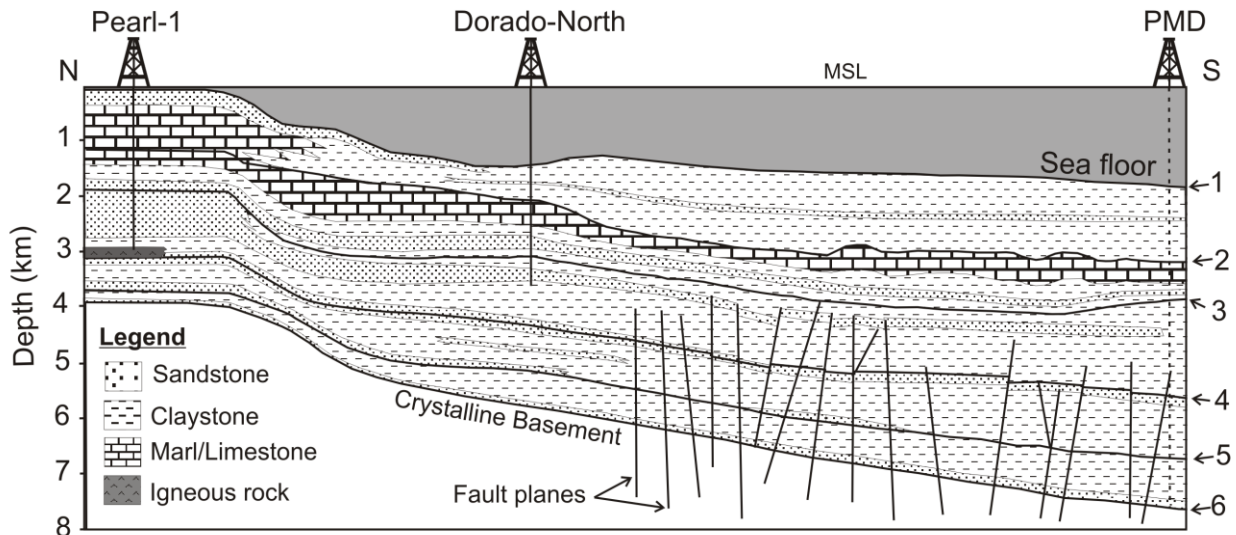 Pearl-1 Dorado-North PMD
N MSL S
Sea floor
Depth (km)
1
2
3
4
5
6
7
8
1
2
3
4
5
6
Crystalline Basement
Fault planes
Legend
Sandstone
Claystone
Marl/Limestone
Igneous rock